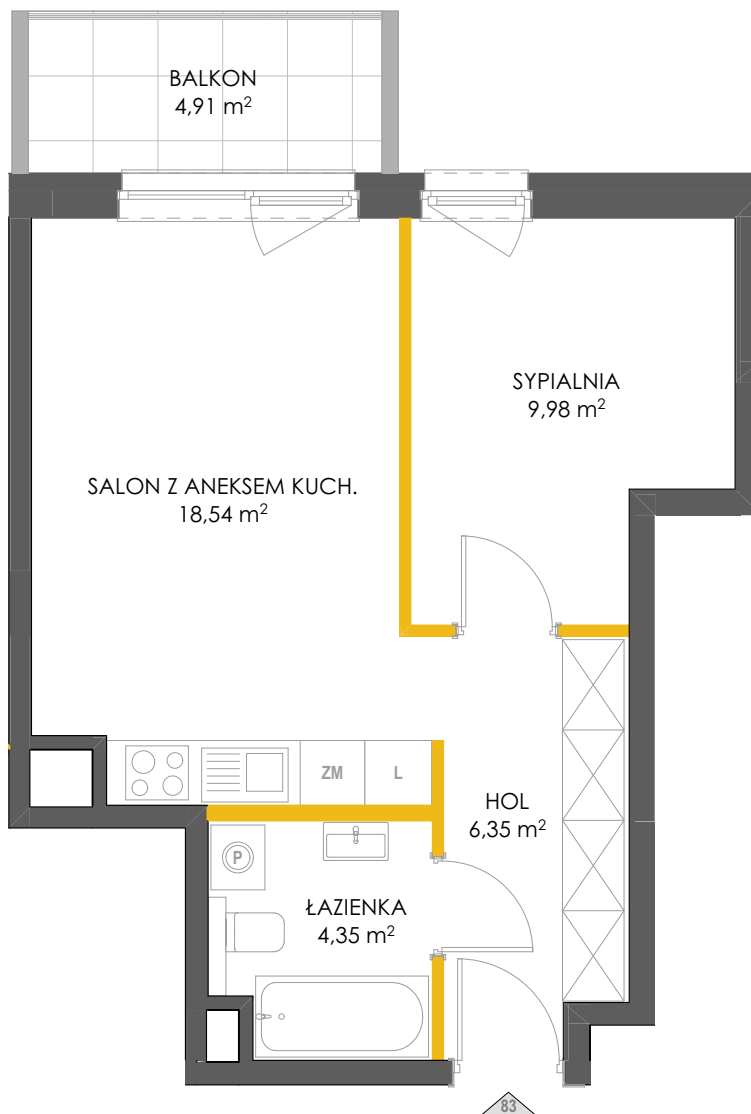 BALKON
4,91 m²
SYPIALNIA
9,98 m²
SALON Z ANEKSEM KUCH.
18,54 m²
ZM
L
HOL
6,35 m²
P
ŁAZIENKA
4,35 m²
83